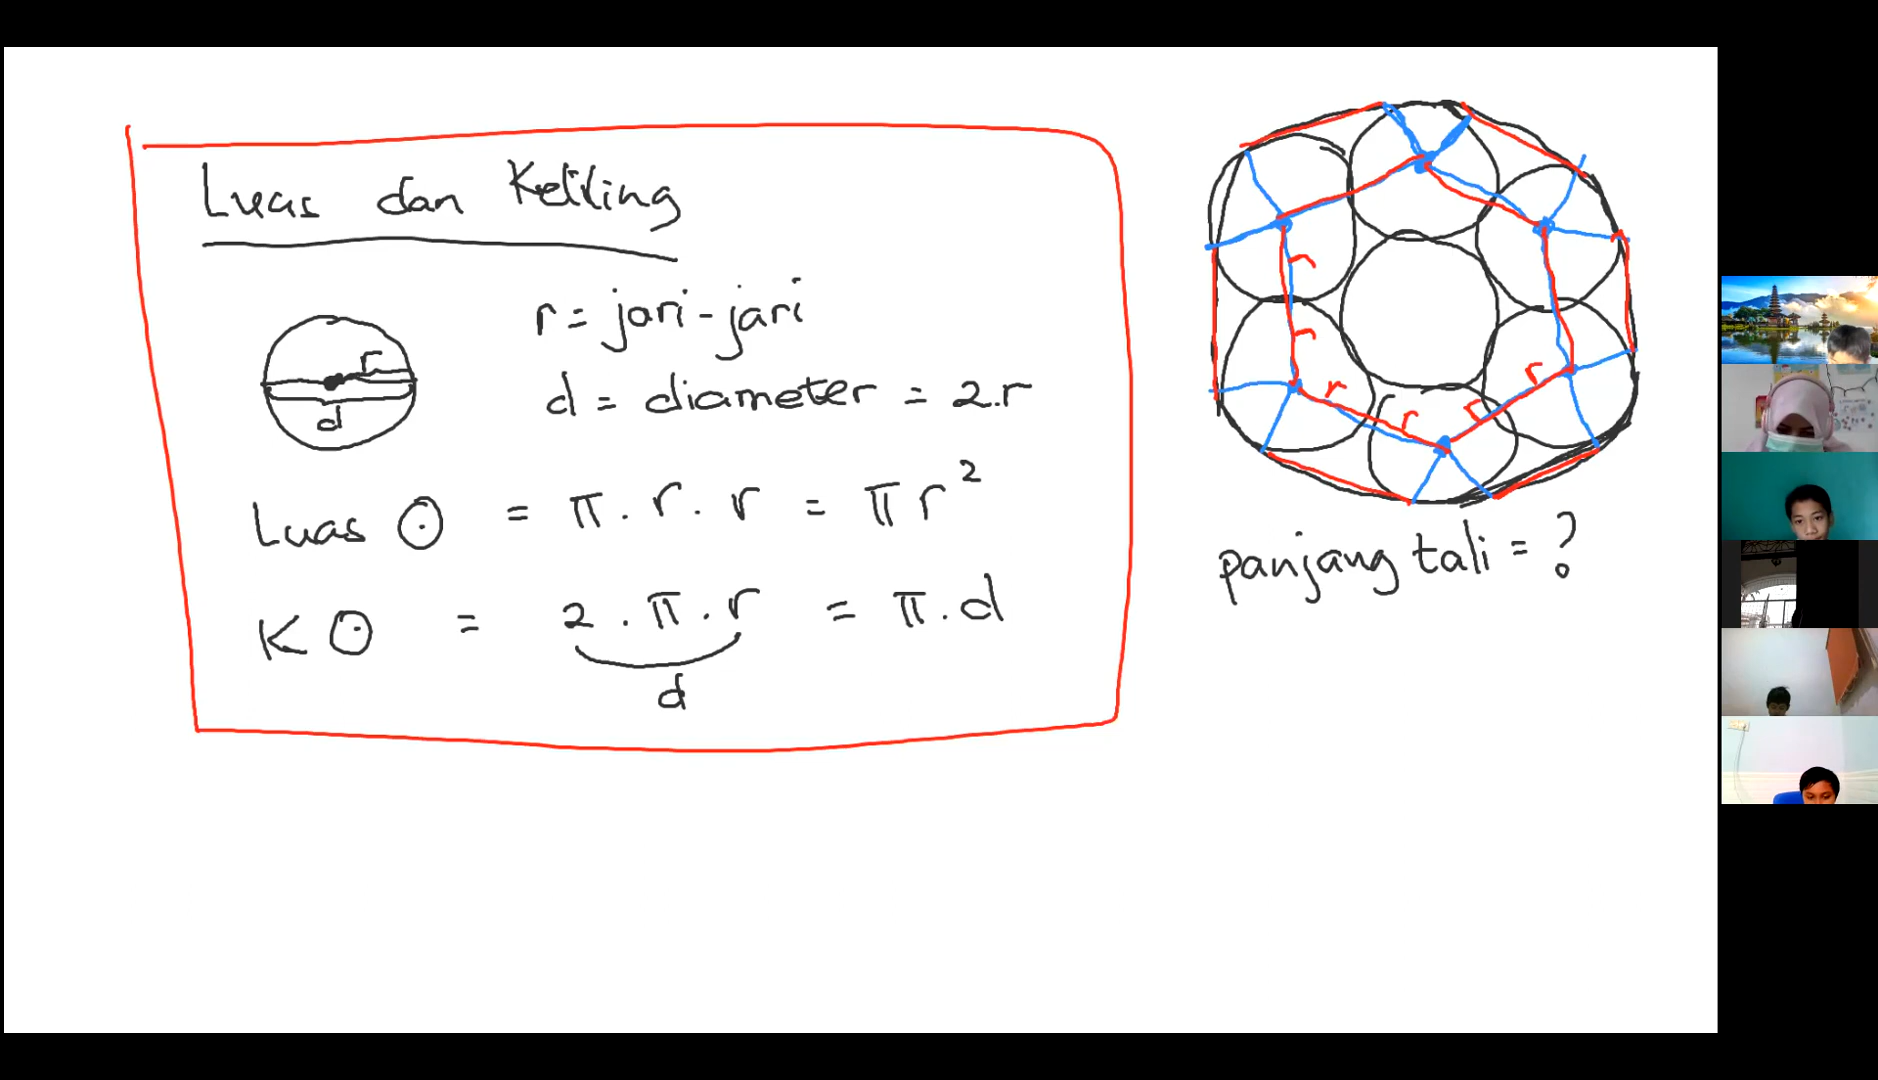 Luas dan Keliling
r = jari-jari
d = diameter = 2.r
r
d
Luas ⊙ = π . r . r = π r²
K ⊙ = 2 . π . r = π . d
d
r
r
r
r
r
r
panjang tali = ?